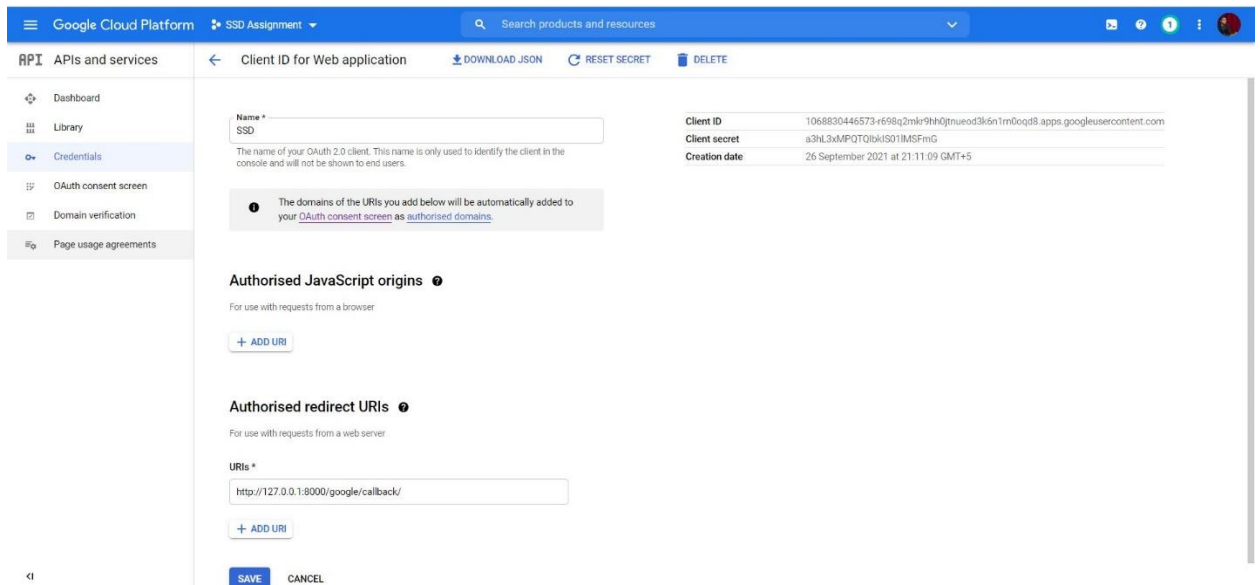 Google Cloud Platform
SSD Assignment
Search products and resources
1
API APIs and services
Client ID for Web application
DOWNLOAD JSON
RESET SECRET
DELETE
Dashboard
Library
Credentials
OAuth consent screen
Domain verification
Page usage agreements
Name *
SSD
The name of your OAuth 2.0 client. This name is only used to identify the client in the
console and will not be shown to end users.
The domains of the URIs you add below will be automatically added to
your OAuth consent screen as authorised domains.
Client ID
Client secret
Creation date 26 September 2021 at 21:11:09 GMT+5
Authorised JavaScript origins
For use with requests from a browser
+ ADD URI
Authorised redirect URIs
For use with requests from a web server
URIs *
http://127.0.0.1:8000/google/callback/
+ ADD URI
SAVE CANCEL